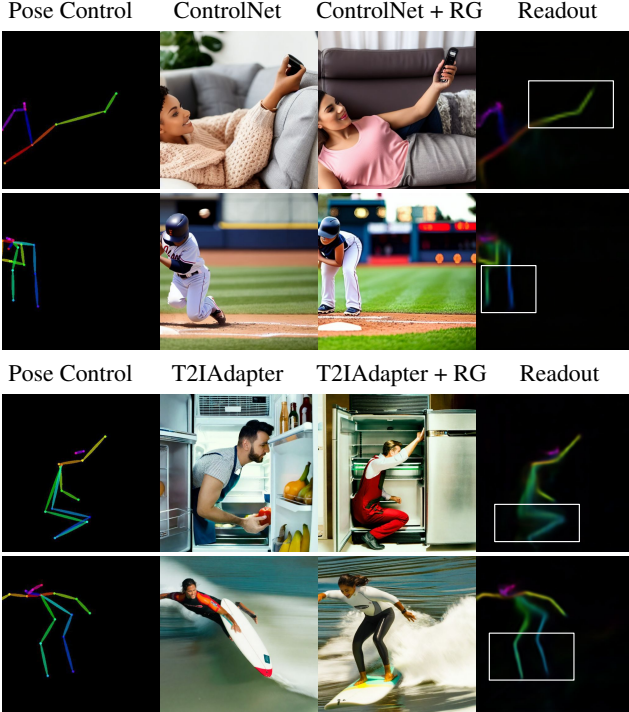 Pose Control ControlNet ControlNet + RG Readout
Pose Control T2IAdapter T2IAdapter + RG Readout